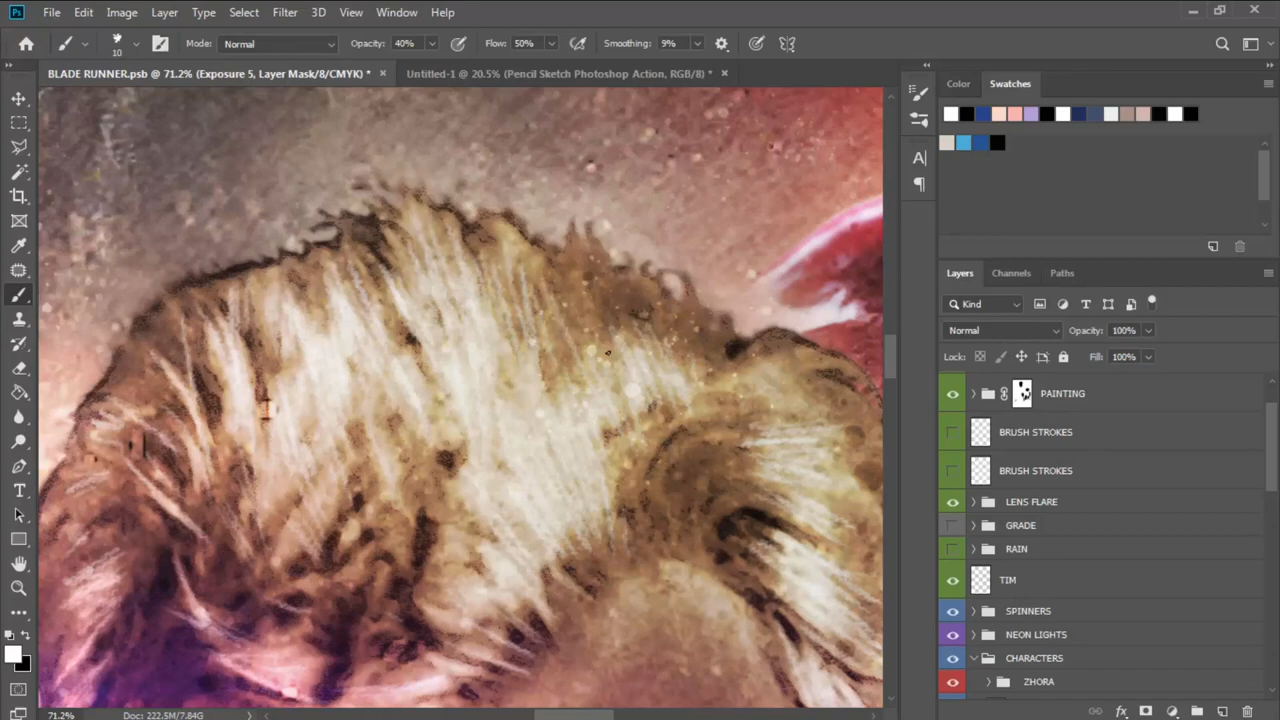 Ps File Edit Image Layer Type Select Filter 3D View Window Help
10 Mode: Normal Opacity: 40% Flow: 50% Smoothing: 9%
BLADE RUNNER.psb @ 71.2% (Exposure 5, Layer Mask/8/CMYK) * Untitled-1 @ 20.5% (Pencil Sketch Photoshop Action, RGB/8) *
Color Swatches
Layers Channels Paths
Kind
Normal Opacity: 100%
Lock: Fill: 100%
PAINTING
BRUSH STROKES
BRUSH STROKES
LENS FLARE
GRADE
RAIN
TIM
SPINNERS
NEON LIGHTS
CHARACTERS
ZHORA
71.2% Doc: 222.5M/7.84G